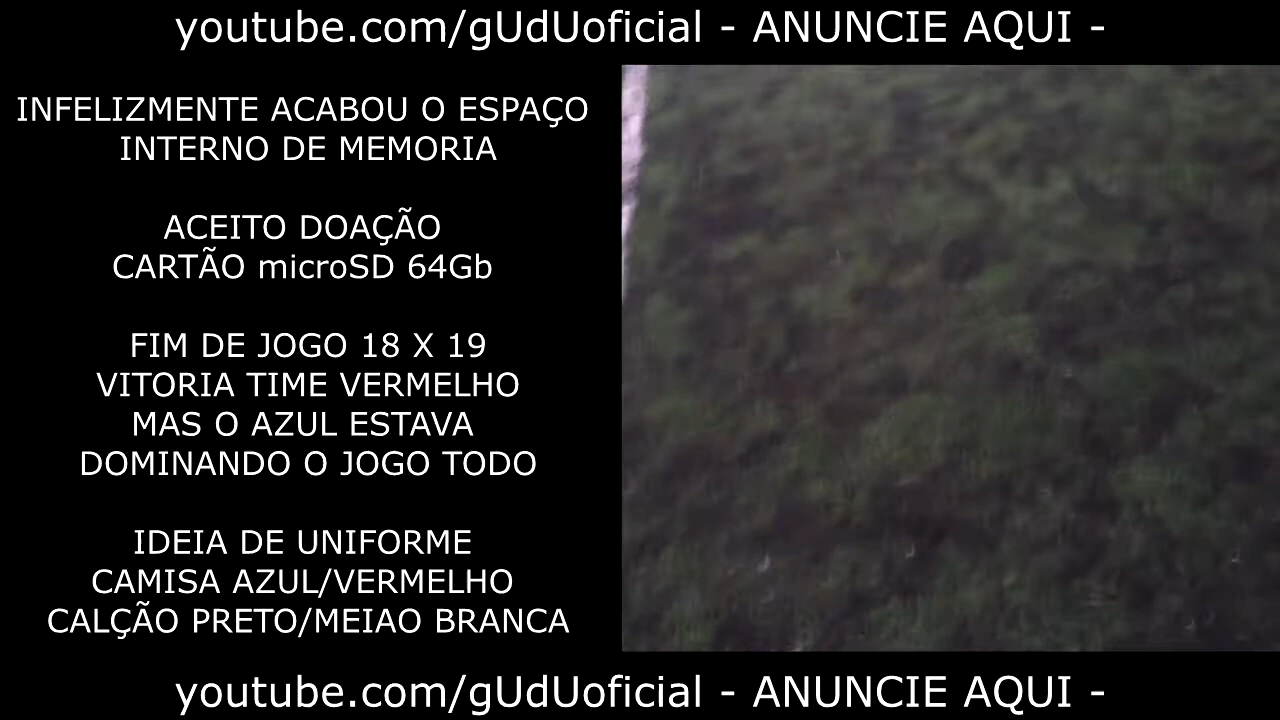 youtube.com/gUdUoficial - ANUNCIE AQUI -
INFELIZMENTE ACABOU O ESPAÇO
INTERNO DE MEMORIA
ACEITO DOAÇÃO
CARTÃO microSD 64Gb
FIM DE JOGO 18 X 19
VITORIA TIME VERMELHO
MAS O AZUL ESTAVA
DOMINANDO O JOGO TODO
IDEIA DE UNIFORME
CAMISA AZUL/VERMELHO
CALÇÃO PRETO/MEIAO BRANCA
youtube.com/gUdUoficial - ANUNCIE AQUI -